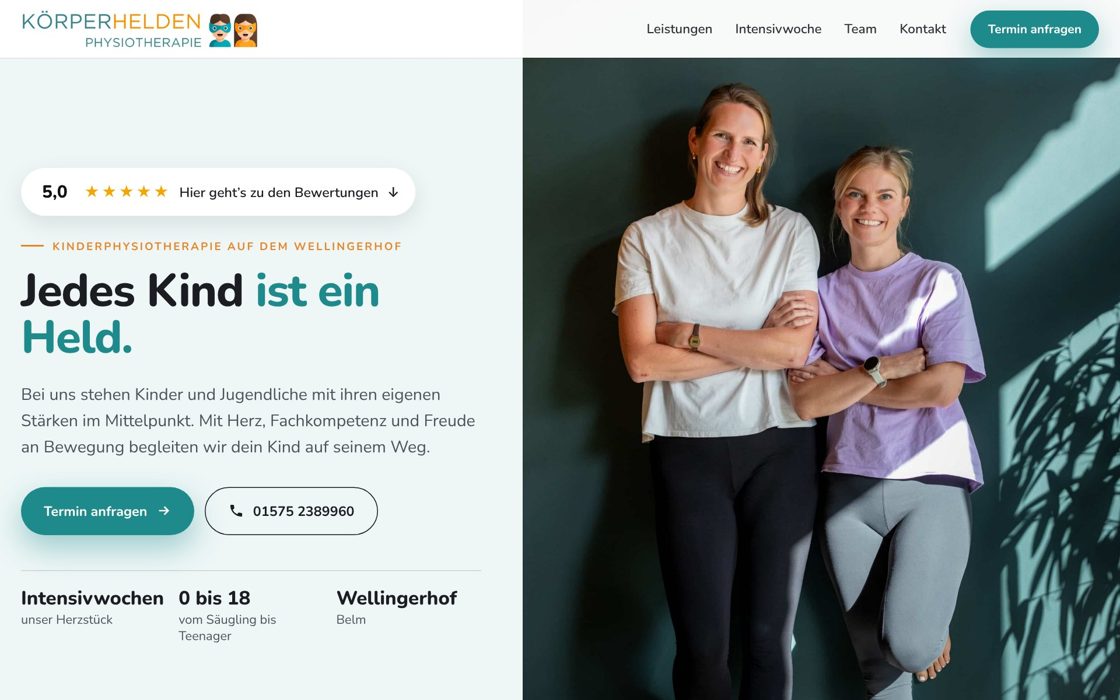 KÖRPERHELDEN
PHYSIOTHERAPIE
Leistungen Intensivwoche Team Kontakt Termin anfragen
5,0 ★★★★★ Hier geht's zu den Bewertungen ↓
KINDERPHYSIOTHERAPIE AUF DEM WELLINGERHOF
Jedes Kind ist ein
Held.
Bei uns stehen Kinder und Jugendliche mit ihren eigenen
Stärken im Mittelpunkt. Mit Herz, Fachkompetenz und Freude
an Bewegung begleiten wir dein Kind auf seinem Weg.
Termin anfragen → 01575 2389960
Intensivwochen 0 bis 18 Wellingerhof
unser Herzstück vom Säugling bis Belm
Teenager